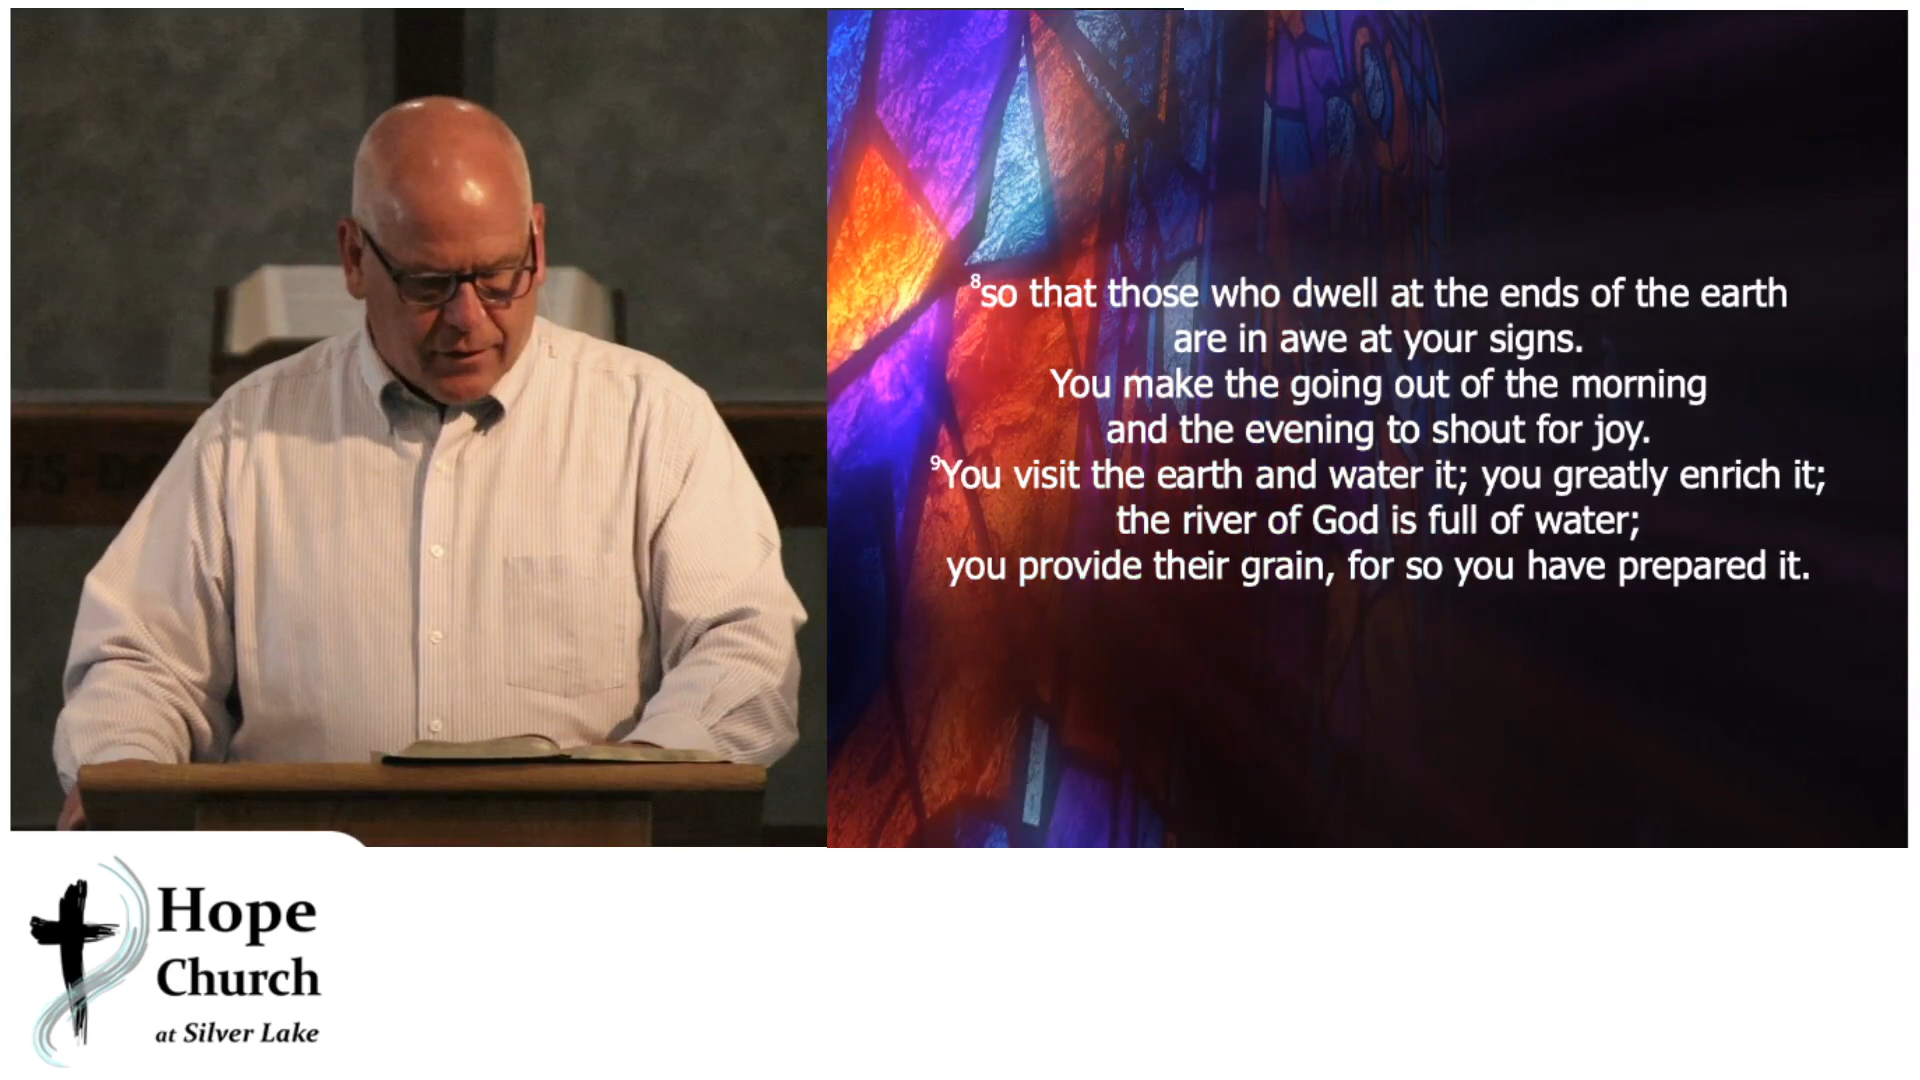 ⁸so that those who dwell at the ends of the earth
are in awe at your signs.
You make the going out of the morning
and the evening to shout for joy.
⁹You visit the earth and water it; you greatly enrich it;
the river of God is full of water;
you provide their grain, for so you have prepared it.
Hope
Church
at Silver Lake